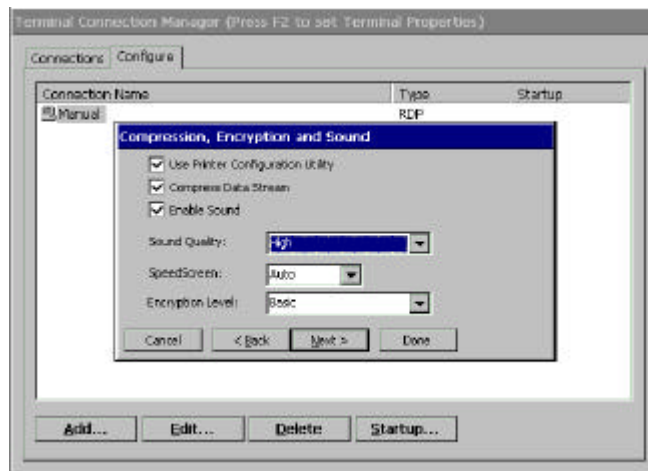 Terminal Connection Manager (Press F2 to set Terminal Properties)
Connections Configure
Connection Name Type Startup
Manual RDP
Compression, Encryption and Sound
Use Printer Configuration Utility
Compress Data Stream
Enable Sound
Sound Quality: High
SpeedScreen: Auto
Encryption Level: Basic
Cancel < Back Next > Done
Add... Edit... Delete Startup...